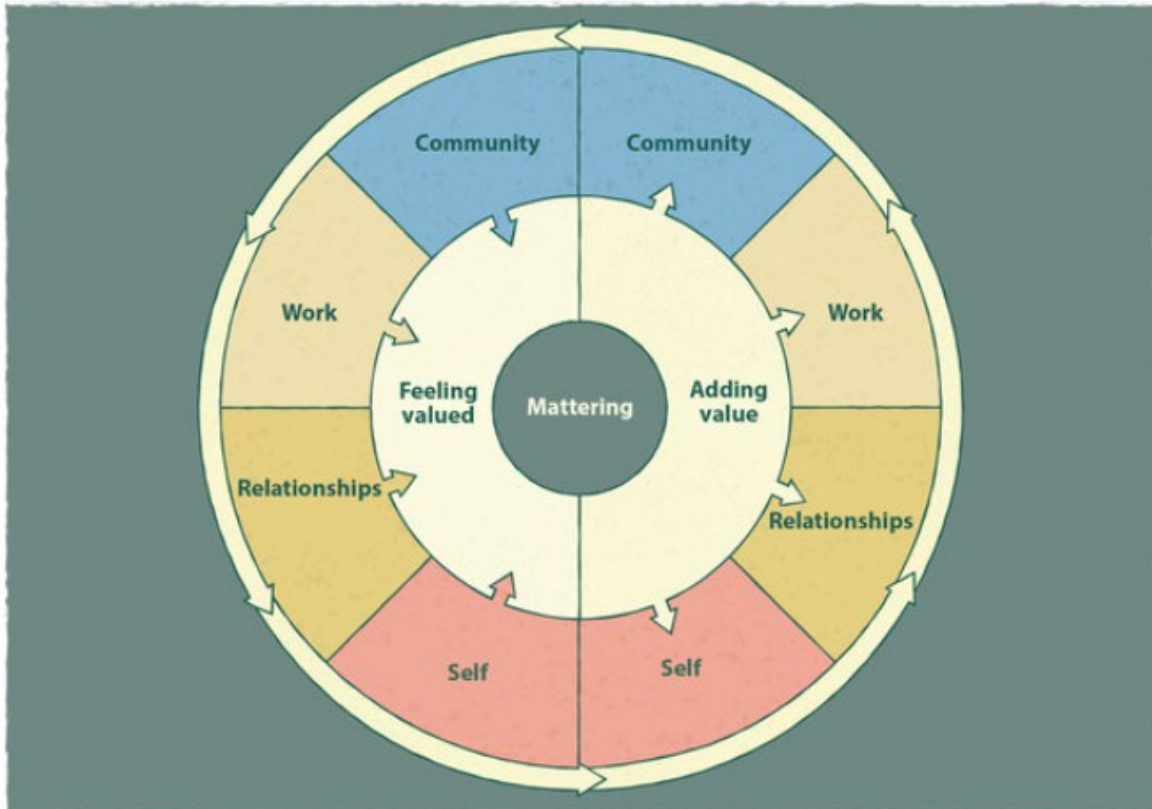 Community
Community
Work
Work
Feeling
valued
Mattering
Adding
value
Relationships
Relationships
Self
Self